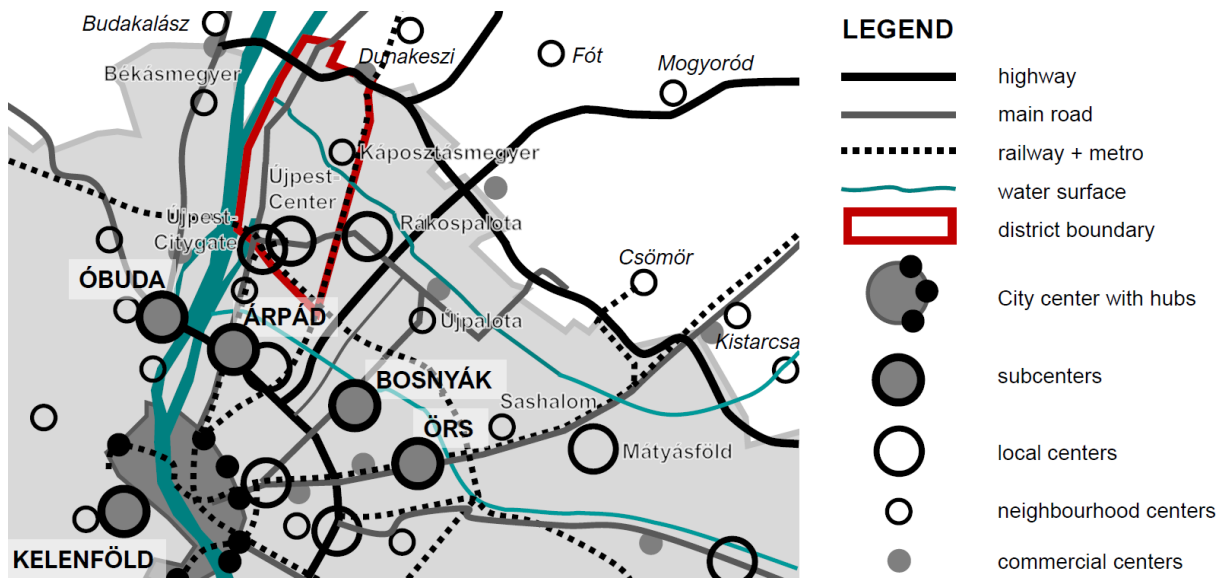 Budakalász
Dunakeszi
Fót
Mogyoród
Békásmegyer
Káposztásmegyer
Újpest-
Center
Újpest-
Citygate
Rákospalota
Csömör
ÓBUDA
ÁRPÁD
Újpalota
Kistarcsa
BOSNYÁK
Sashalom
ÖRS
Mátyásföld
KELENFÖLD
LEGEND
highway
main road
railway + metro
water surface
district boundary
City center with hubs
subcenters
local centers
neighbourhood centers
commercial centers